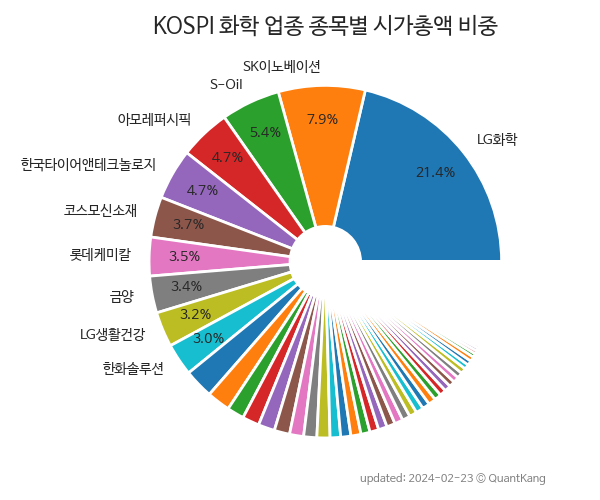 KOSPI 화학 업종 종목별 시가총액 비중
SK이노베이션
S-Oil
아모레퍼시픽
한국타이어앤테크놀로지
코스모신소재
롯데케미칼
금양
LG생활건강
한화솔루션
LG화학
7.9%
5.4%
4.7%
4.7%
3.7%
3.5%
3.4%
3.2%
3.0%
21.4%
updated: 2024-02-23 © QuantKang